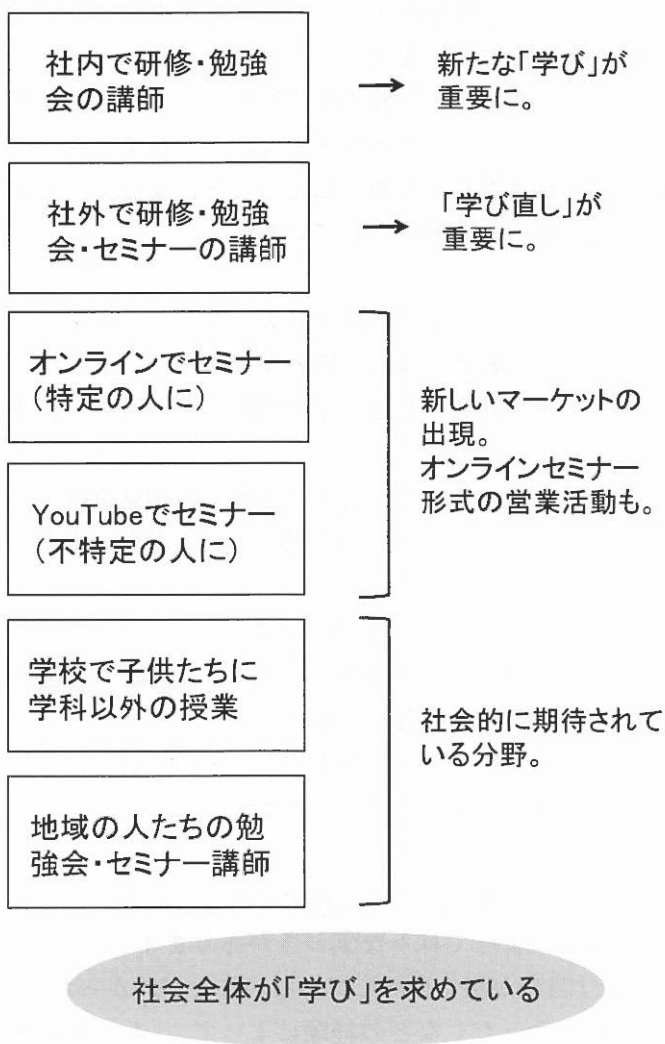 社内で研修・勉強
会の講師
→
新たな「学び」が
重要に。
社外で研修・勉強
会・セミナーの講師
→
「学び直し」が
重要に。
オンラインでセミナー
（特定の人に）
YouTubeでセミナー
（不特定の人に）
新しいマーケットの
出現。
オンラインセミナー
形式の営業活動も。
学校で子供たちに
学科以外の授業
地域の人たちの勉
強会・セミナー講師
社会的に期待されて
いる分野。
社会全体が「学び」を求めている